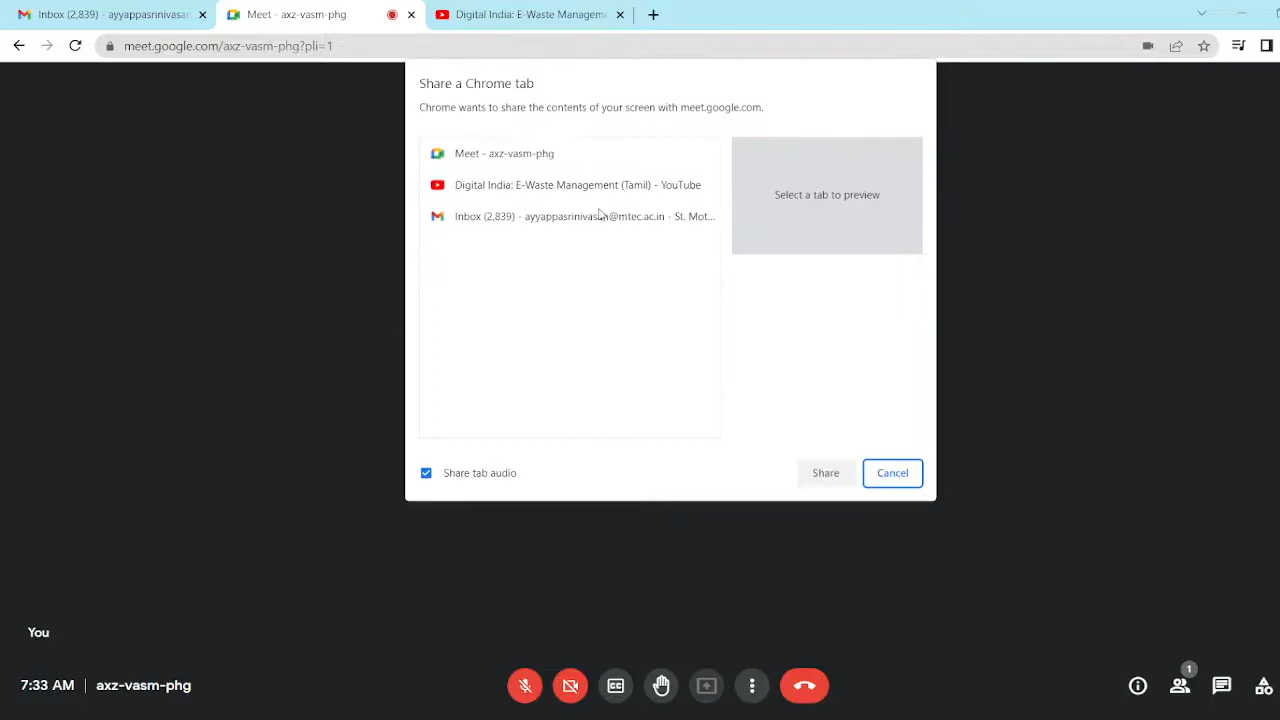 Inbox (2,839) - ayyappasrinivasan
Meet - axz-vasm-phg
Digital India: E-Waste Managem
meet.google.com/axz-vasm-phg?pli=1
Share a Chrome tab
Chrome wants to share the contents of your screen with meet.google.com.
Meet - axz-vasm-phg
Digital India: E-Waste Management (Tamil) - YouTube
Inbox (2,839) - ayyappasrinivasan@mtec.ac.in - St. Mot...
Select a tab to preview
Share tab audio
Share
Cancel
You
7:33 AM
axz-vasm-phg
1